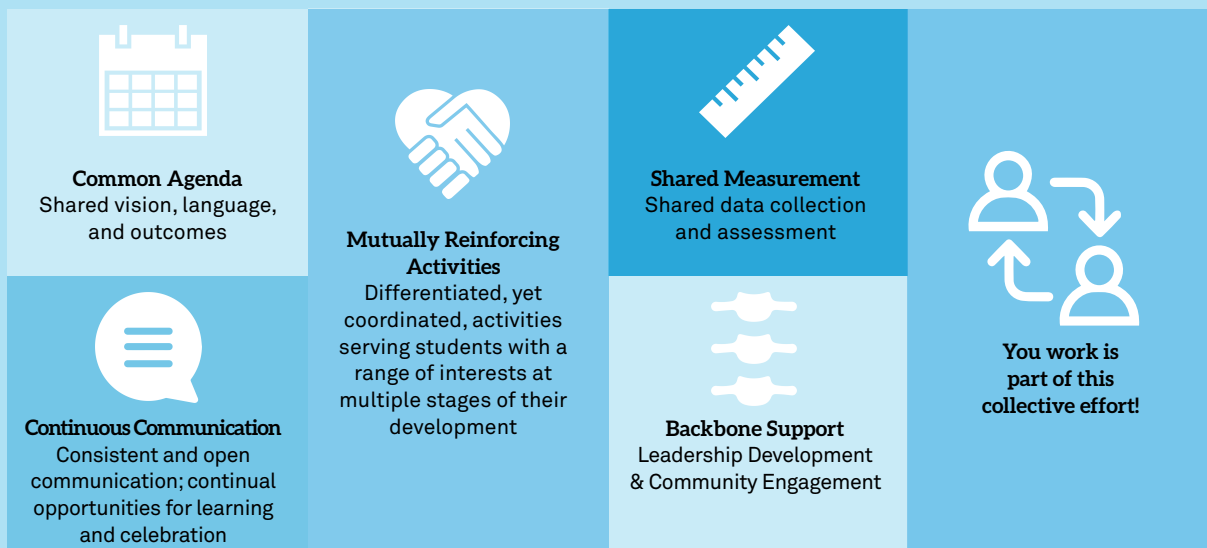 Common Agenda
Shared vision, language,
and outcomes
Continuous Communication
Consistent and open
communication; continual
opportunities for learning
and celebration
Mutually Reinforcing
Activities
Differentiated, yet
coordinated, activities
serving students with a
range of interests at
multiple stages of their
development
Shared Measurement
Shared data collection
and assessment
Backbone Support
Leadership Development
& Community Engagement
You work is
part of this
collective effort!